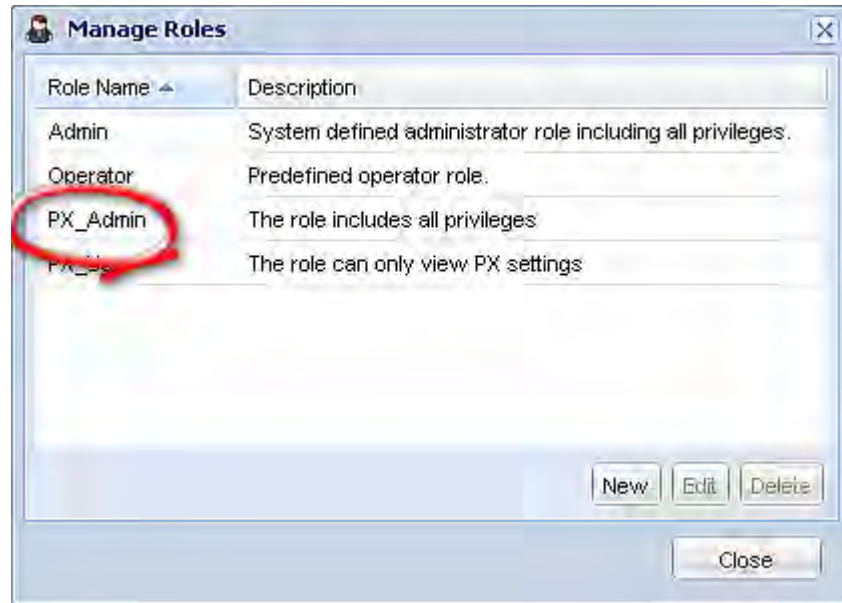 Manage Roles
Role Name Description
Admin System defined administrator role including all privileges.
Operator Predefined operator role.
PX_Admin The role includes all privileges
The role can only view PX settings
New Edit Delete
Close